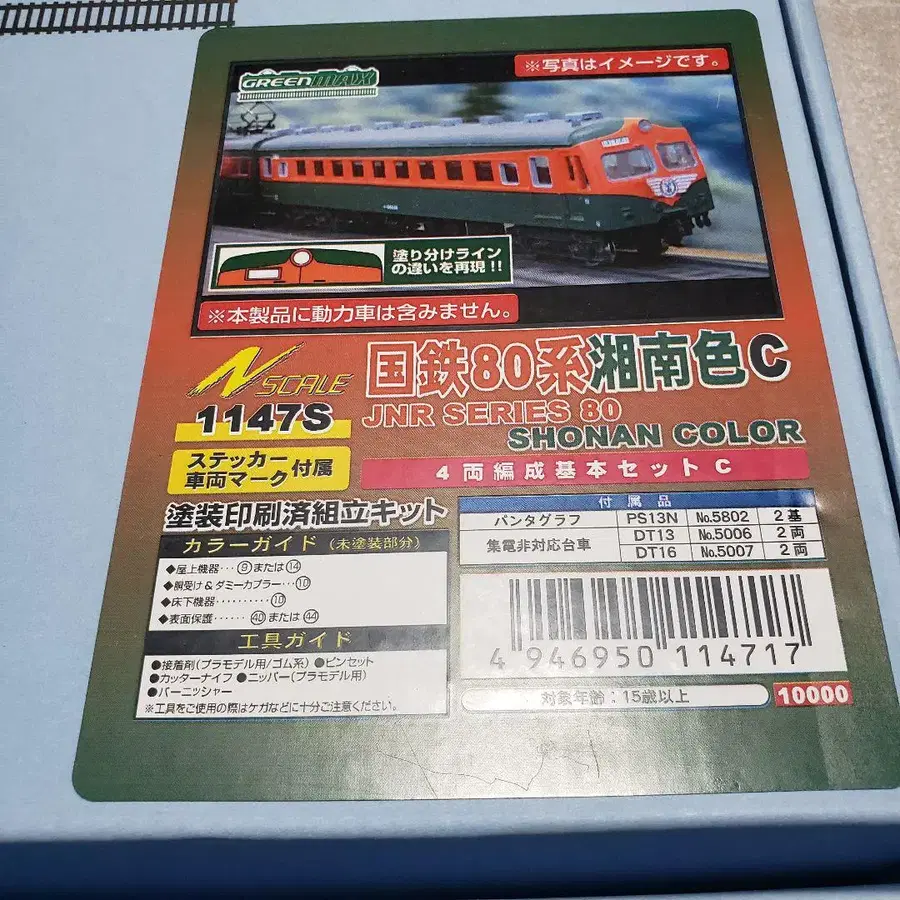 GREENMAX
※写真はイメージです。
塗り分けライン
の違いを再現!!
※本製品に動力車は含みません。
N SCALE
1147S
国鉄80系湘南色C
JNR SERIES 80
SHONAN COLOR
ステッカー
車両マーク付属
4両編成基本セットC
塗装印刷済組立キット
付属品
パンタグラフ PS13N No.5802 2基
集電非対応台車 DT13 No.5006 2両
DT16 No.5007 2両
カラーガイド(未塗装部分)
◆屋上機器…⑨または⑭
◆胴受け&ダミーカプラー…⑩
◆床下機器………⑩
◆表面保護……㊵または㊹
工具ガイド
●接着剤(プラモデル用/ゴム系) ●ピンセット
●カッターナイフ ●ニッパー(プラモデル用)
●バーニッシャー
※工具をご使用の際はケガなどに十分ご注意ください。
4 946950 114717
対象年齢:15歳以上
10000